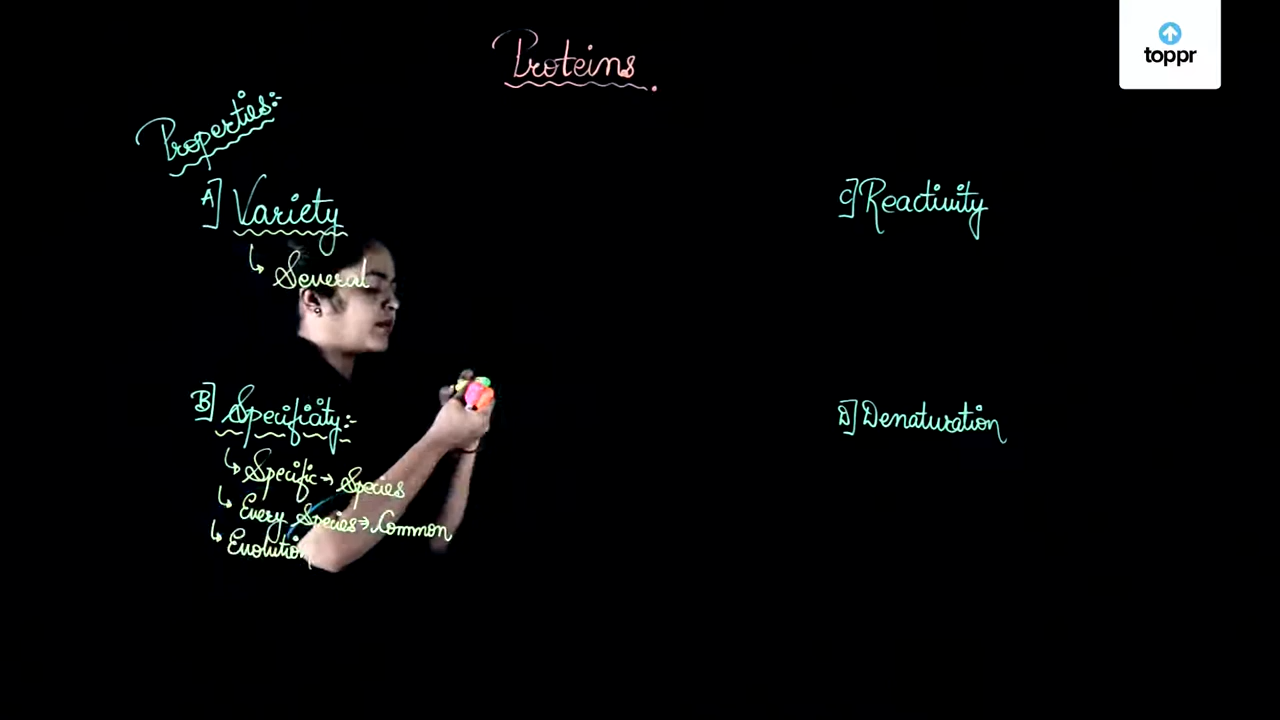 Proteins.
Properties:-
A] Variety
↳ Several
B] Specificity:-
↳ Specific → Species
↳ Every Species → Common
↳ Evolution
C] Reactivity
D] Denaturation
toppr